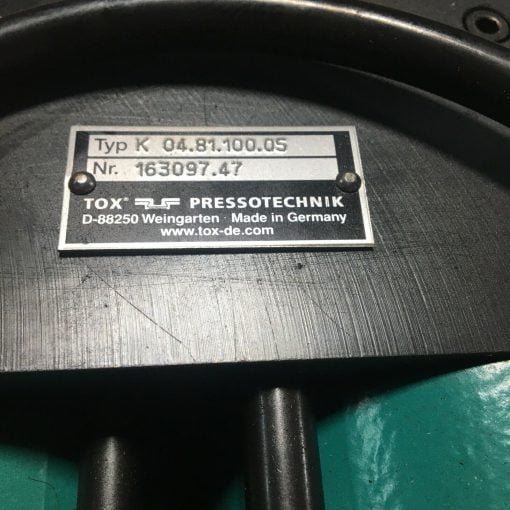 Typ K 04.81.100.05
Nr. 163097.47
TOX® PRESSOTECHNIK
D-88250 Weingarten · Made in Germany
www.tox-de.com